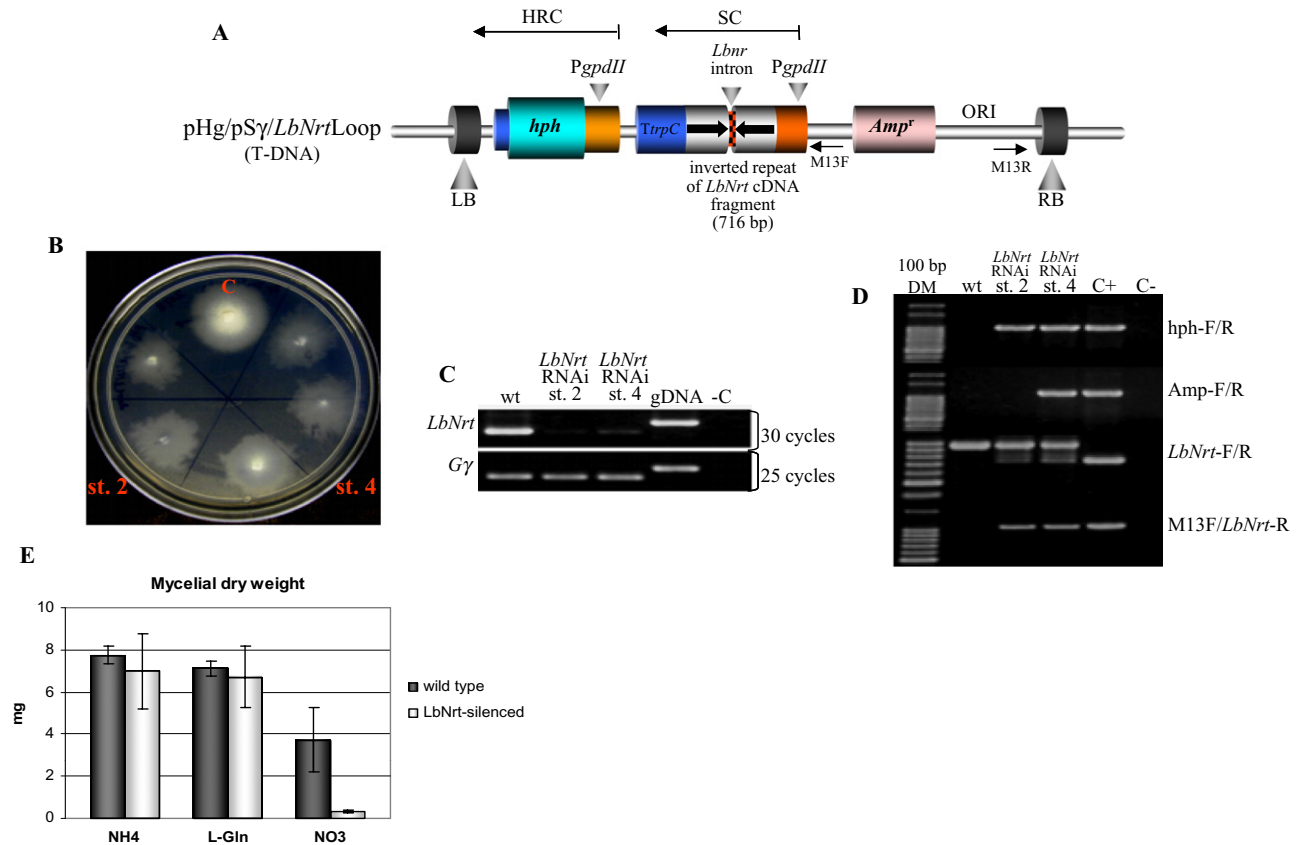 A
HRC
SC
PgpdII
Lbnr
intron
PgpdII
pHg/pSγ/LbNrtLoop
(T-DNA)
hph
TtrpC
Ampʳ
ORI
M13F
M13R
LB
inverted repeat
of LbNrt cDNA
fragment
(716 bp)
RB
B
C
st. 2
st. 4
C
wt
LbNrt
RNAi
st. 2
LbNrt
RNAi
st. 4
gDNA
-C
LbNrt
30 cycles
Gγ
25 cycles
D
100 bp
DM
wt
LbNrt
RNAi
st. 2
LbNrt
RNAi
st. 4
C+
C-
hph-F/R
Amp-F/R
LbNrt-F/R
M13F/LbNrt-R
E
Mycelial dry weight
mg
10
8
6
4
2
0
NH4
L-Gln
NO3
wild type
LbNrt-silenced